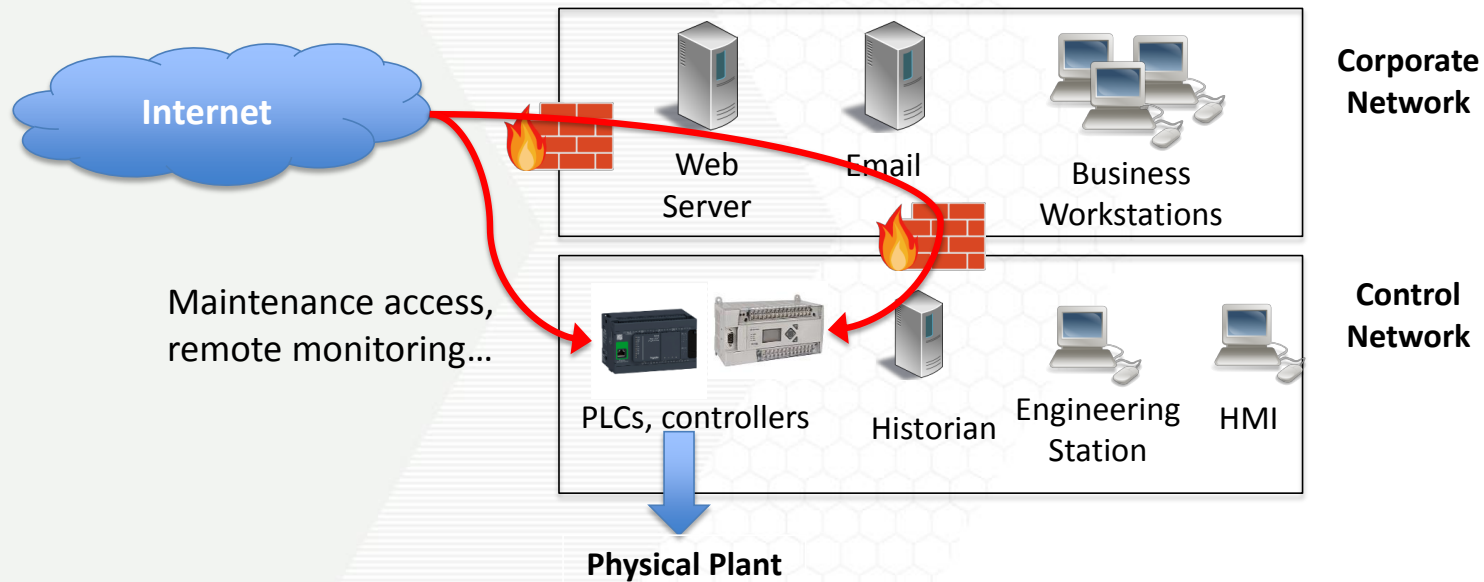 Internet
Web
Server
Email
Business
Workstations
Corporate
Network
Maintenance access,
remote monitoring…
PLCs, controllers
Historian
Engineering
Station
HMI
Control
Network
Physical Plant